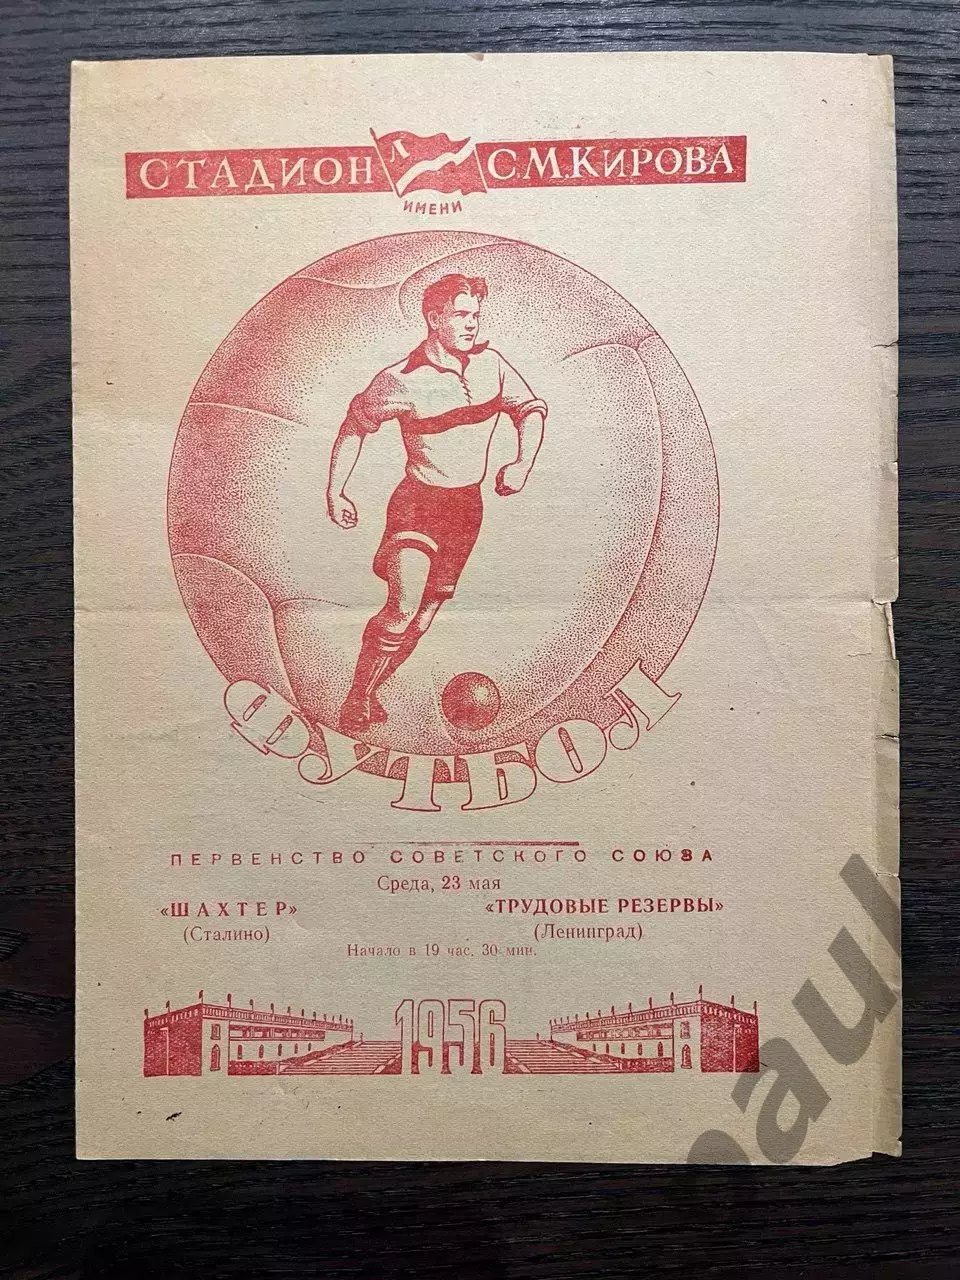 СТАДИОН Л С.М.КИРОВА
ИМЕНИ
ФУТБОЛ
ПЕРВЕНСТВО СОВЕТСКОГО СОЮЗА
Среда, 23 мая
«ШАХТЕР» «ТРУДОВЫЕ РЕЗЕРВЫ»
(Сталино) (Ленинград)
Начало в 19 час. 30 мин.
1956